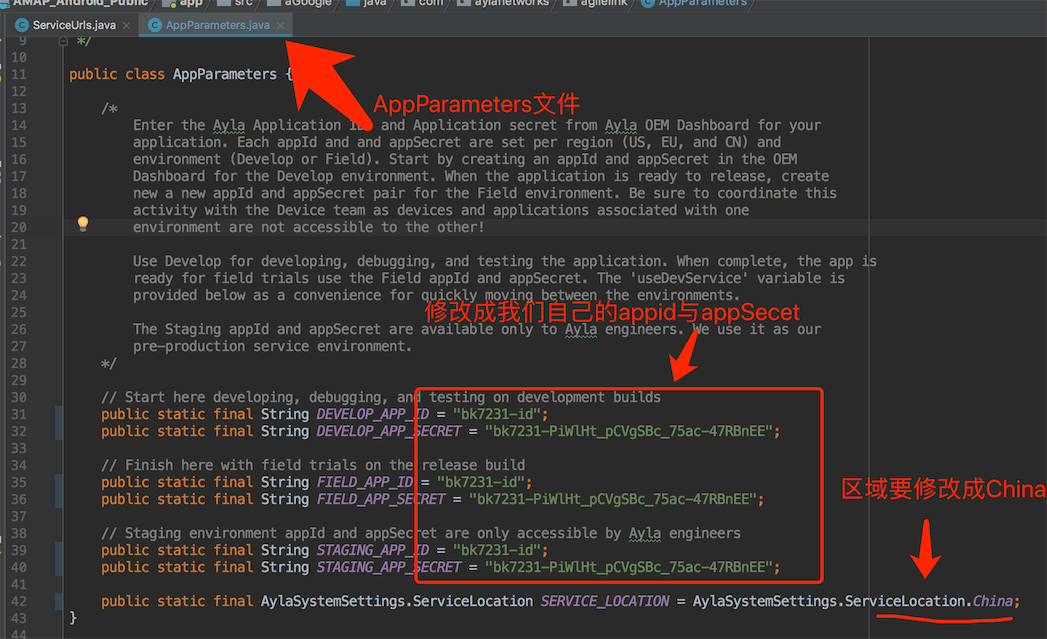 AMAP_Android_Public app src aGoogle java com aylanetworks agilelink AppParameters
ServiceUrls.java × AppParameters.java ×
9 */
10
11 public class AppParameters {
AppParameters文件
12
13 /*
14 Enter the Ayla Application and Application secret from Ayla OEM Dashboard for your
15 application. Each appId and and appSecret are set per region (US, EU, and CN) and
16 environment (Develop or Field). Start by creating an appId and appSecret in the OEM
17 Dashboard for the Develop environment. When the application is ready to release, create
18 new a new appId and appSecret pair for the Field environment. Be sure to coordinate this
19 activity with the Device team as devices and applications associated with one
20 environment are not accessible to the other!
21
22 Use Develop for developing, debugging, and testing the application. When complete, the app is
23 ready for field trials use the Field appId and appSecret. The 'useDevService' variable is
24 provided below as a convenience for quickly moving between the environments.
修改成我们自己的appid与appSecet
25
26 The Staging appId and appSecret are available only to Ayla engineers. We use it as our
27 pre-production service environment.
28 */
29
30 // Start here developing, debugging, and testing on development builds
31 public static final String DEVELOP_APP_ID = "bk7231-id";
32 public static final String DEVELOP_APP_SECRET = "bk7231-PiWlHt_pCVgSBc_75ac-47RBnEE";
33
34 // Finish here with field trials on the release build
35 public static final String FIELD_APP_ID = "bk7231-id";
36 public static final String FIELD_APP_SECRET = "bk7231-PiWlHt_pCVgSBc_75ac-47RBnEE";
区域要修改成China
37
38 // Staging environment appId and appSecret are only accessible by Ayla engineers
39 public static final String STAGING_APP_ID = "bk7231-id";
40 public static final String STAGING_APP_SECRET = "bk7231-PiWlHt_pCVgSBc_75ac-47RBnEE";
41
42 public static final AylaSystemSettings.ServiceLocation SERVICE_LOCATION = AylaSystemSettings.ServiceLocation.China;
43 }
44